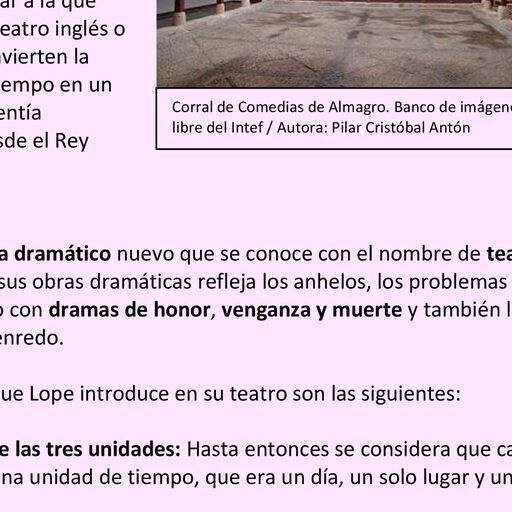 ar a la que
eatro inglés o
vierten la
iempo en un
entía
sde el Rey
Corral de Comedias de Almagro. Banco de imágene
libre del Intef / Autora: Pilar Cristóbal Antón
a dramático nuevo que se conoce con el nombre de tea
sus obras dramáticas refleja los anhelos, los problemas
o con dramas de honor, venganza y muerte y también l
enredo.
ue Lope introduce en su teatro son las siguientes:
e las tres unidades: Hasta entonces se considera que ca
na unidad de tiempo, que era un día, un solo lugar y un